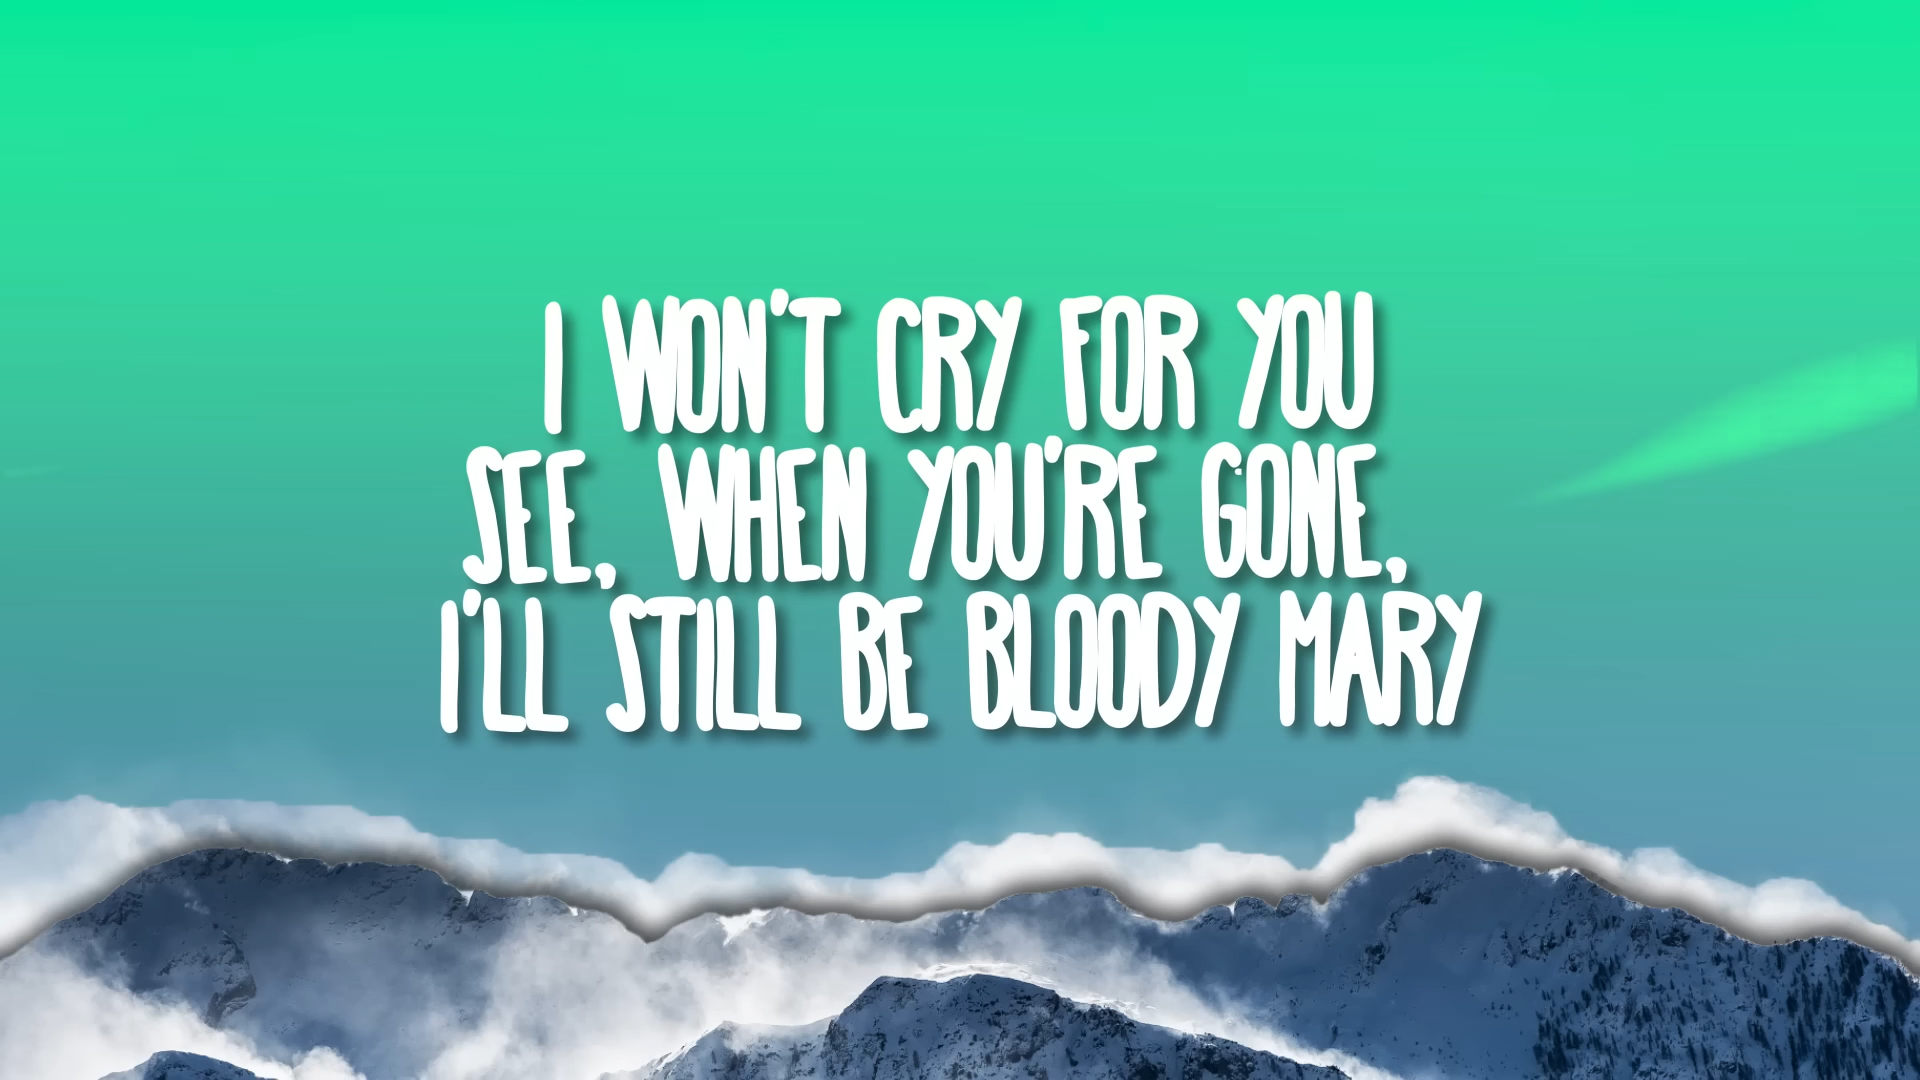 I WON'T CRY FOR YOU
SEE, WHEN YOU'RE GONE,
I'LL STILL BE BLOODY MARY